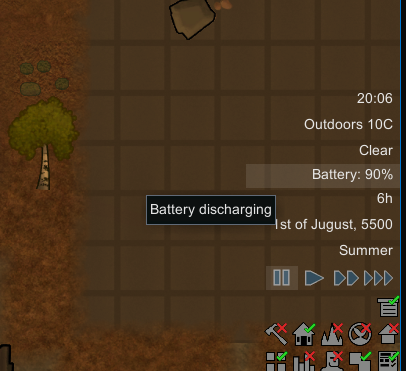 20:06
Outdoors 10C
Clear
Battery: 90%
6h
Battery discharging
1st of Jugust, 5500
Summer